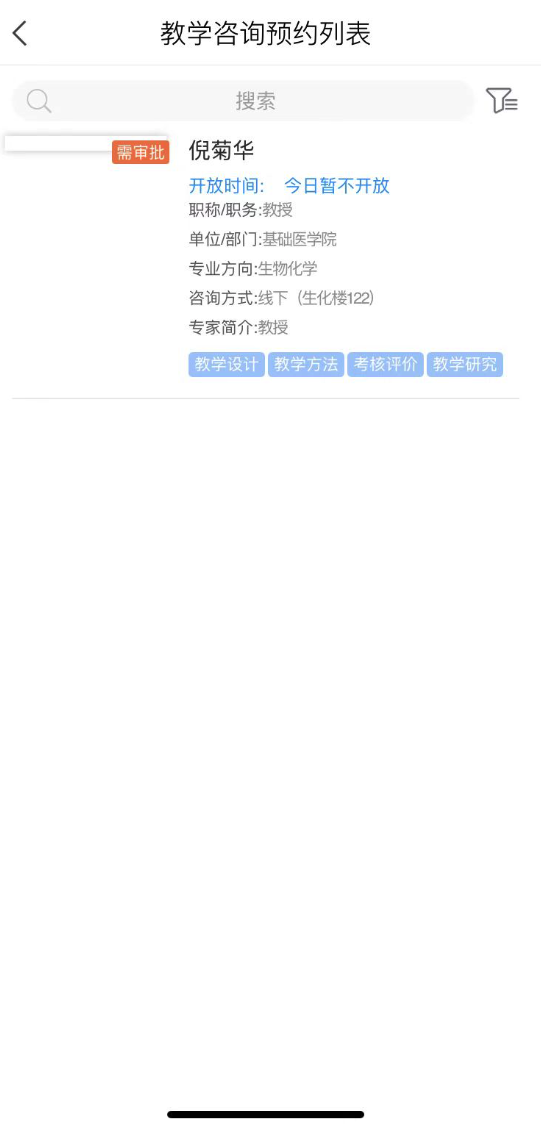 教学咨询预约列表
搜索
需审批
倪菊华
开放时间: 今日暂不开放
职称/职务:教授
单位/部门:基础医学院
专业方向:生物化学
咨询方式:线下（生化楼122）
专家简介:教授
教学设计 教学方法 考核评价 教学研究